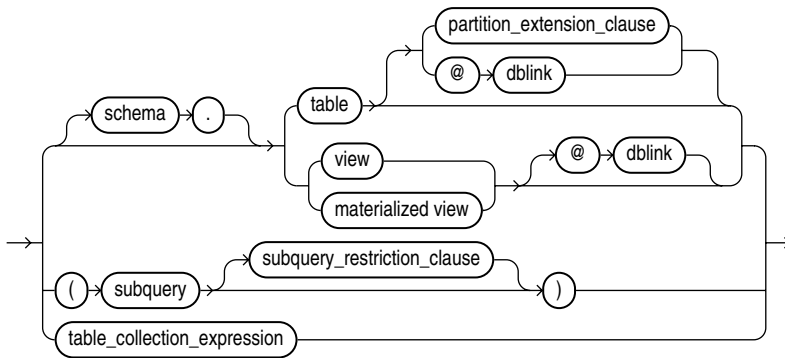 partition_extension_clause
@ dblink
schema . table
view @ dblink
materialized view
subquery_restriction_clause
( subquery )
table_collection_expression